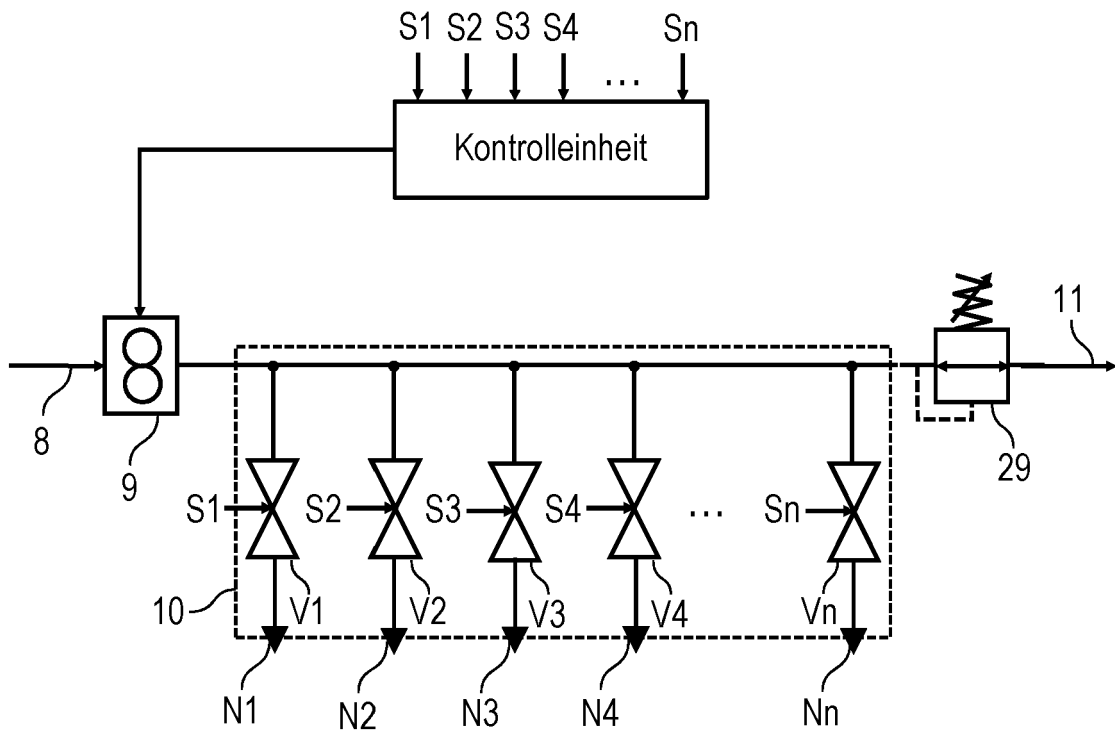 S1 S2 S3 S4 ... Sn
Kontrolleinheit
11
8
9
29
S1 S2 S3 S4 ... Sn
10 V1 V2 V3 V4 Vn
N1 N2 N3 N4 Nn